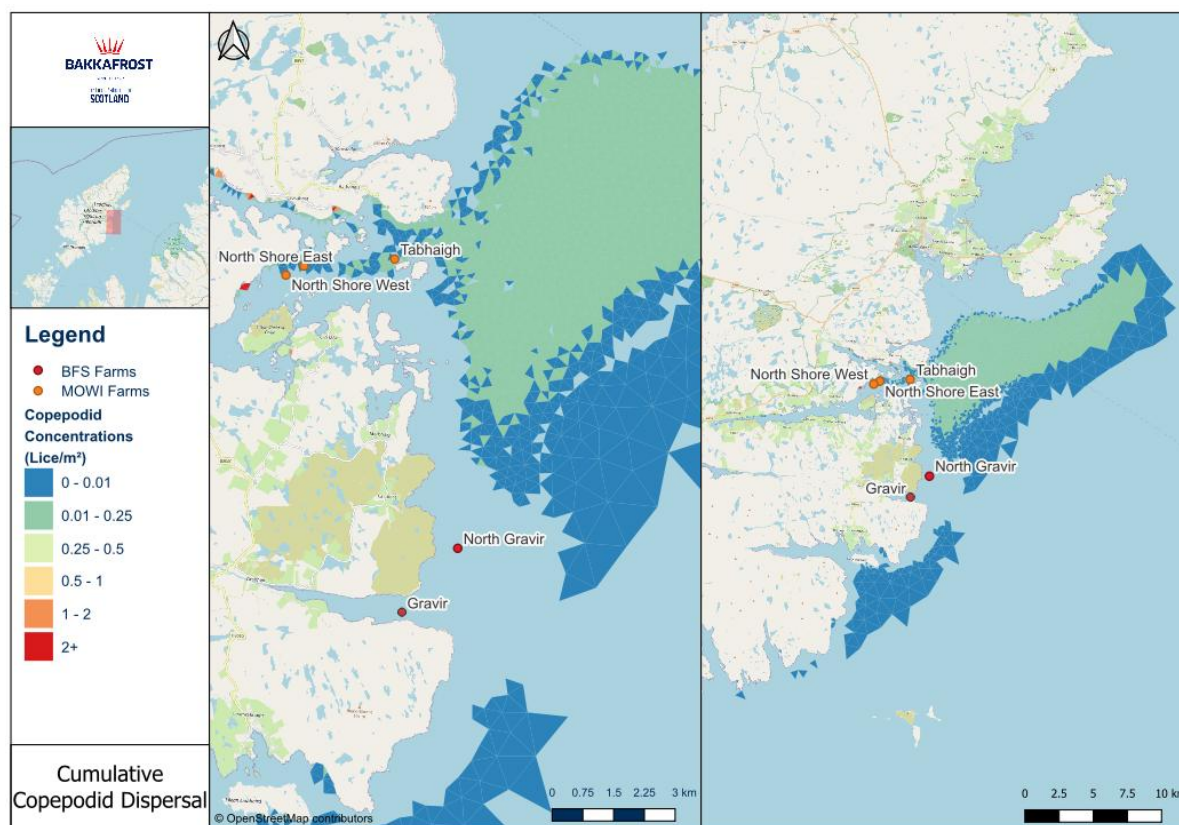 BAKKAFROST
SCOTLAND
Legend
BFS Farms
MOWI Farms
Copepodid
Concentrations
(Lice/m²)
0 - 0.01
0.01 - 0.25
0.25 - 0.5
0.5 - 1
1 - 2
2+
Cumulative
Copepodid Dispersal
North Shore East
Tabhaigh
North Shore West
North Gravir
Gravir
0 0.75 1.5 2.25 3 km
© OpenStreetMap contributors
North Shore West
Tabhaigh
North Shore East
North Gravir
Gravir
0 2.5 5 7.5 10 km